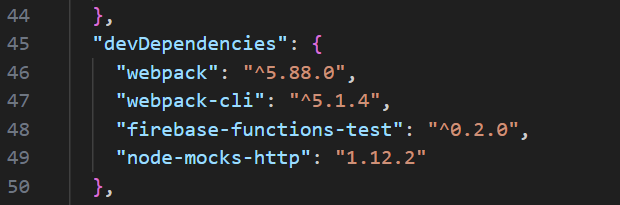 44 },
45 "devDependencies": {
46 "webpack": "^5.88.0",
47 "webpack-cli": "^5.1.4",
48 "firebase-functions-test": "^0.2.0",
49 "node-mocks-http": "1.12.2"
50 },